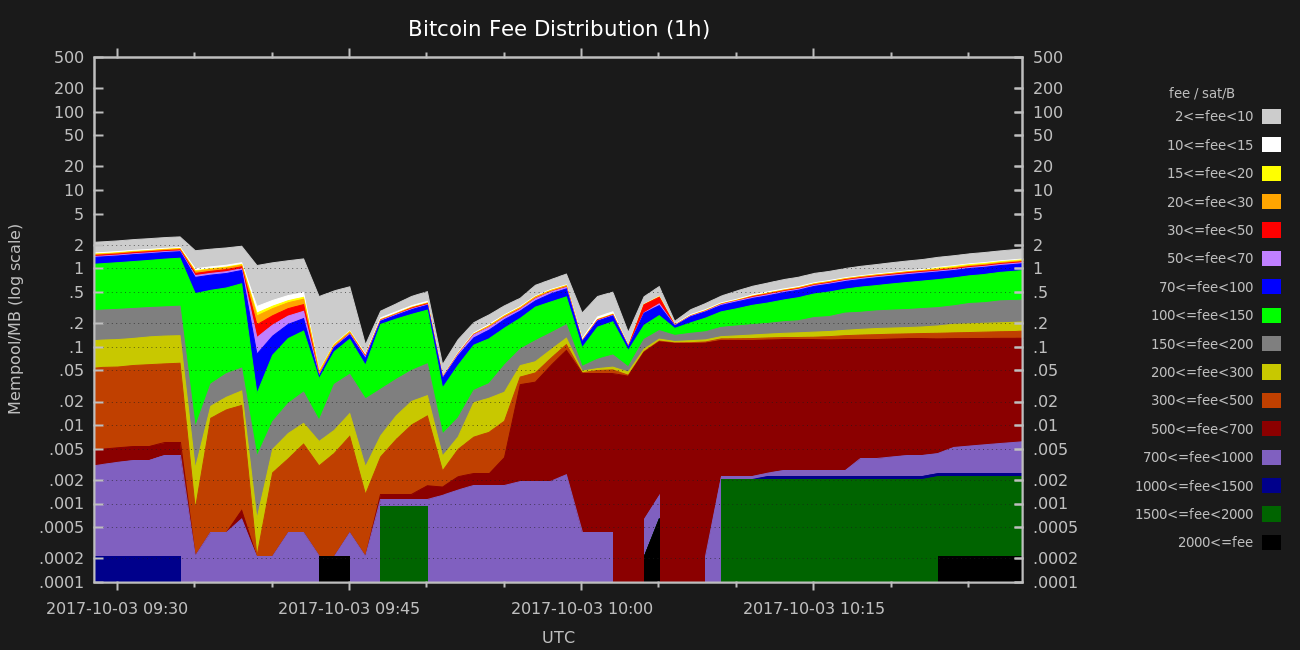 Bitcoin Fee Distribution (1h)
Mempool/MB (log scale)
500
200
100
50
20
10
5
2
1
.5
.2
.1
.05
.02
.01
.005
.002
.001
.0005
.0002
.0001
500
200
100
50
20
10
5
2
1
.5
.2
.1
.05
.02
.01
.005
.002
.001
.0005
.0002
.0001
2017-10-03 09:30 2017-10-03 09:45 2017-10-03 10:00 2017-10-03 10:15
UTC
fee / sat/B
2<=fee<10
10<=fee<15
15<=fee<20
20<=fee<30
30<=fee<50
50<=fee<70
70<=fee<100
100<=fee<150
150<=fee<200
200<=fee<300
300<=fee<500
500<=fee<700
700<=fee<1000
1000<=fee<1500
1500<=fee<2000
2000<=fee